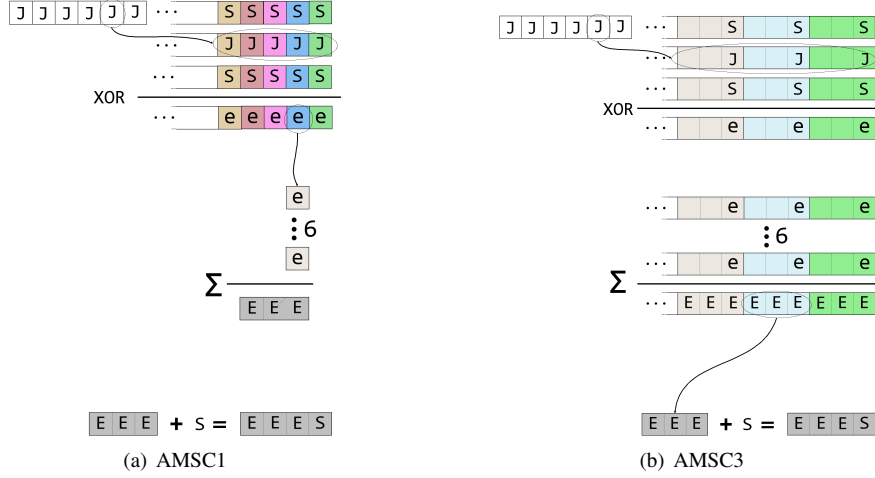 J J J J J J ··· S S S S S
··· J J J J J
··· S S S S S
XOR
··· e e e e e
e
⋮ 6
e
Σ
E E E
E E E + S = E E E S
(a) AMSC1
J J J J J J ··· S S S
··· J J J
··· S S S
XOR
··· e e e
··· e e e
⋮ 6
··· e e e
Σ
··· E E E E E E E E E
E E E + S = E E E S
(b) AMSC3